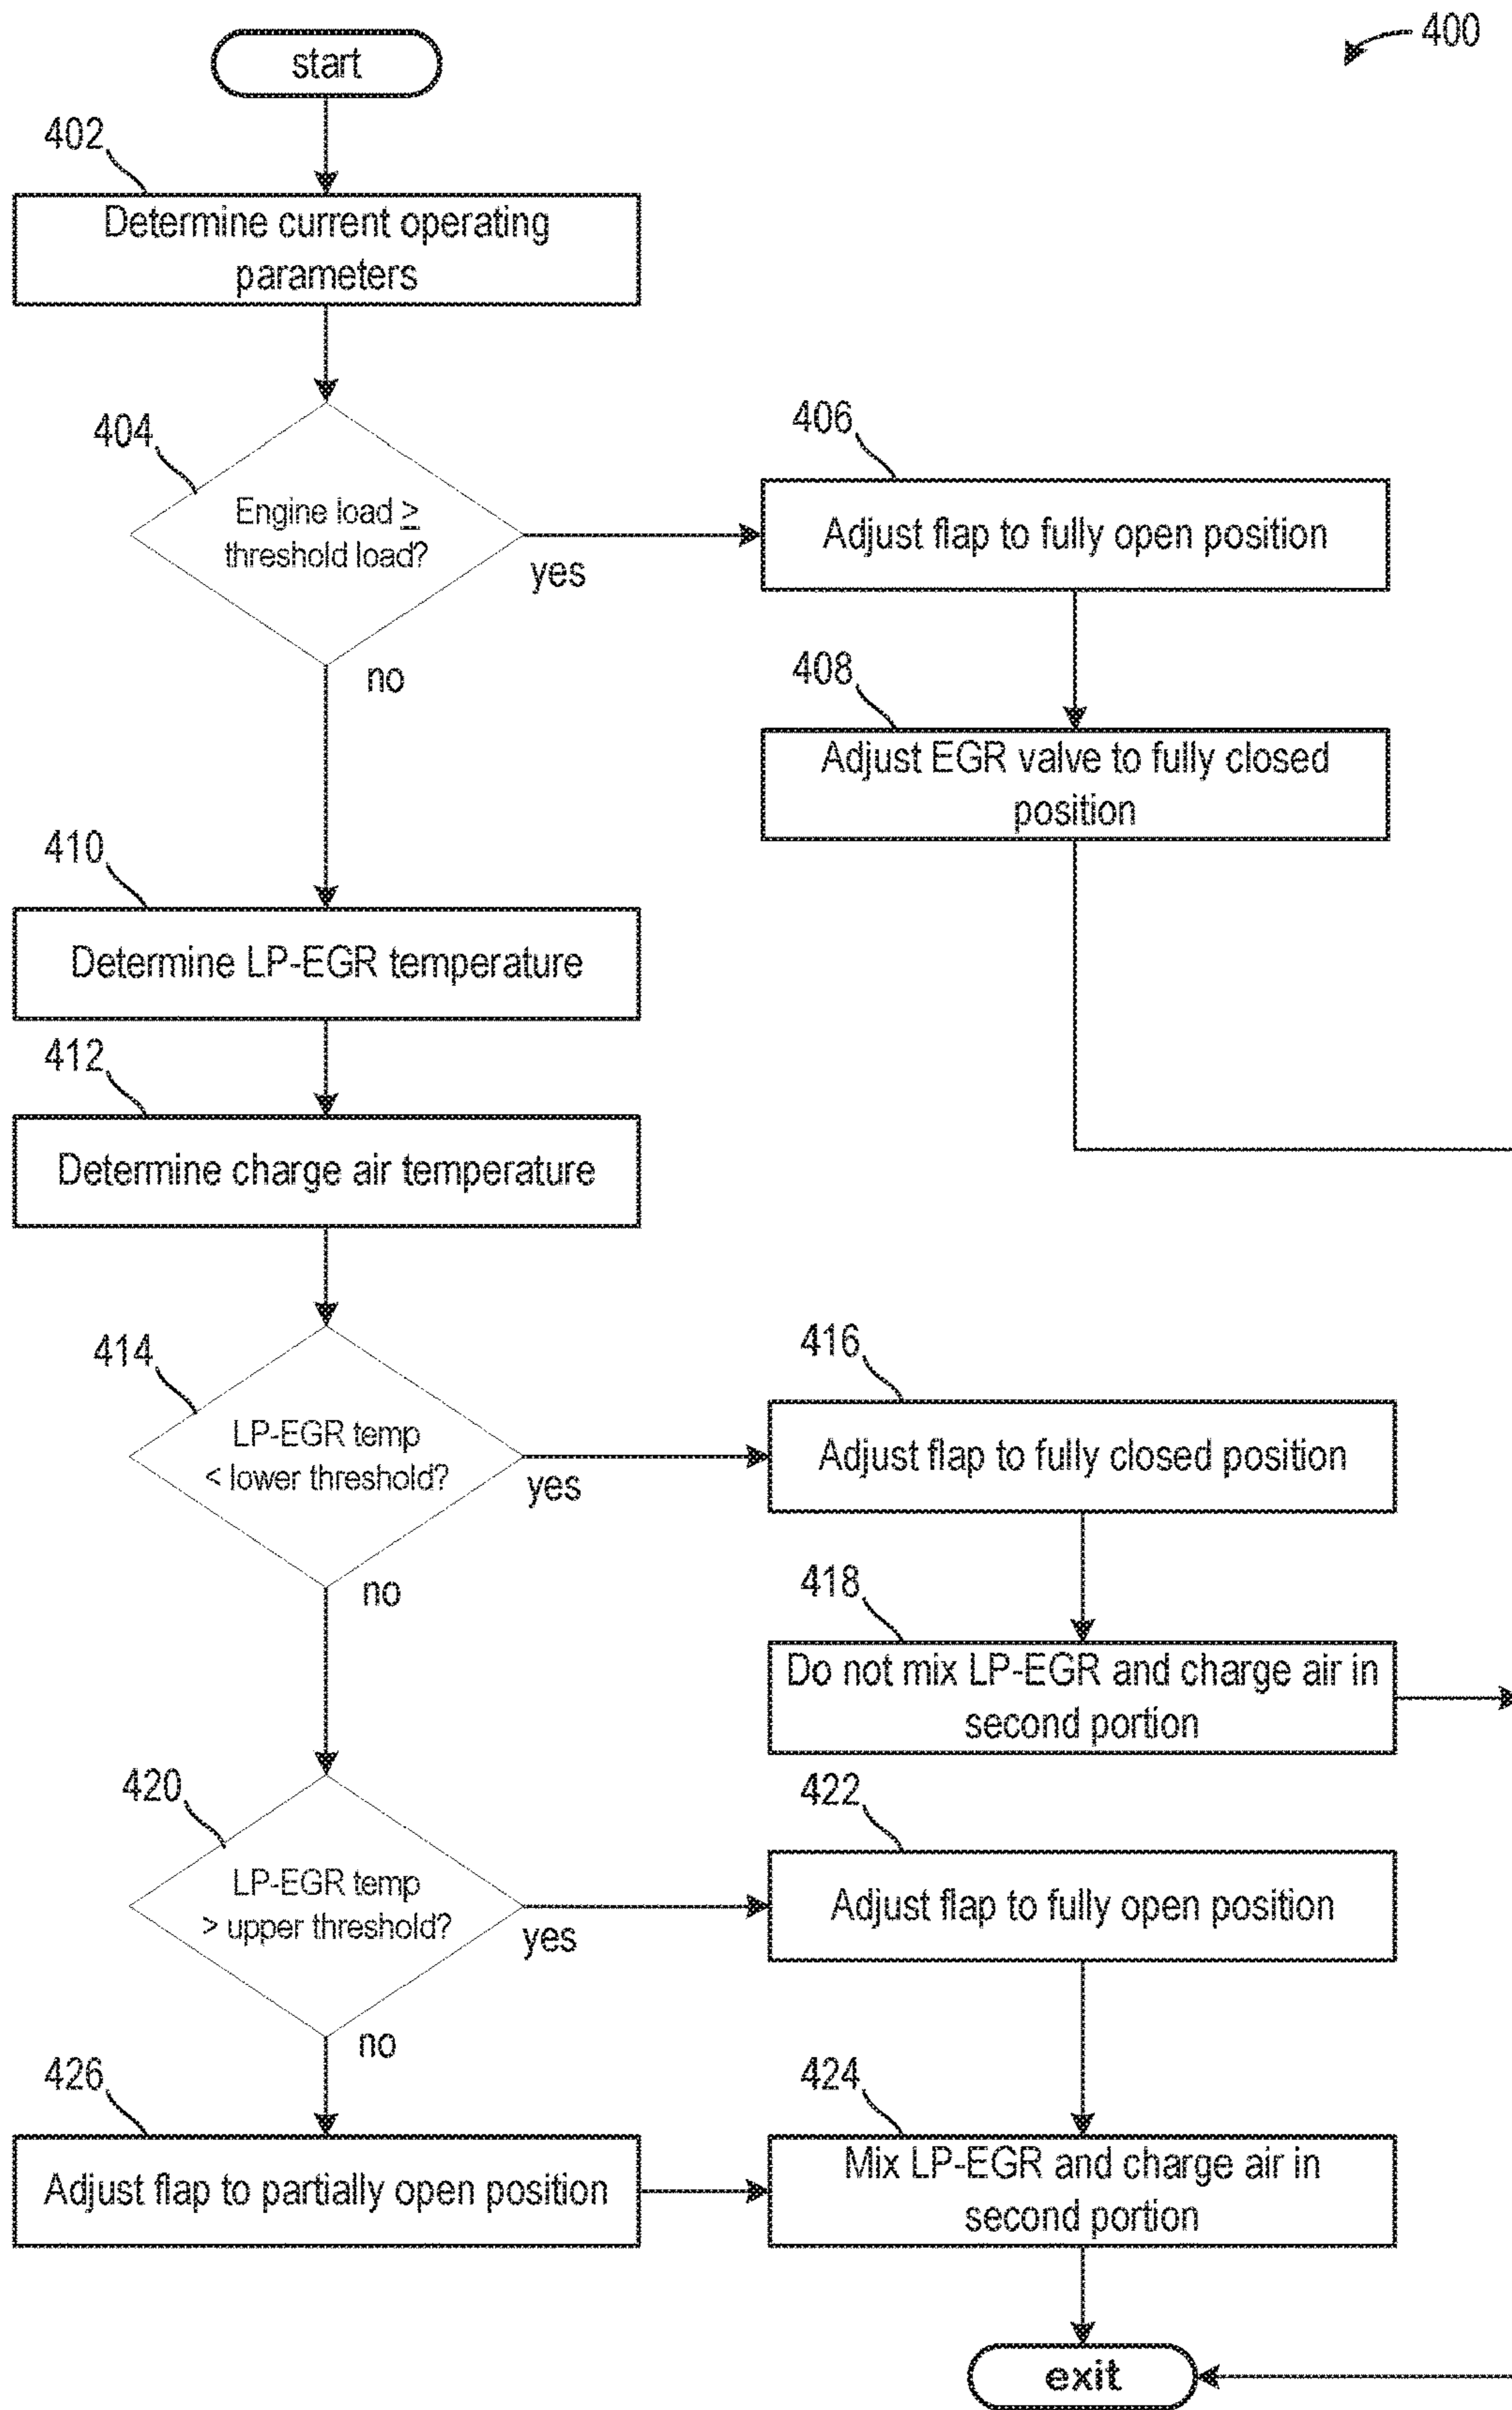 400
start
402
Determine current operating
parameters
404
Engine load ≥
threshold load?
yes
no
406
Adjust flap to fully open position
408
Adjust EGR valve to fully closed
position
410
Determine LP-EGR temperature
412
Determine charge air temperature
414
LP-EGR temp
< lower threshold?
yes
no
416
Adjust flap to fully closed position
418
Do not mix LP-EGR and charge air in
second portion
420
LP-EGR temp
> upper threshold?
yes
no
422
Adjust flap to fully open position
426
Adjust flap to partially open position
424
Mix LP-EGR and charge air in
second portion
exit